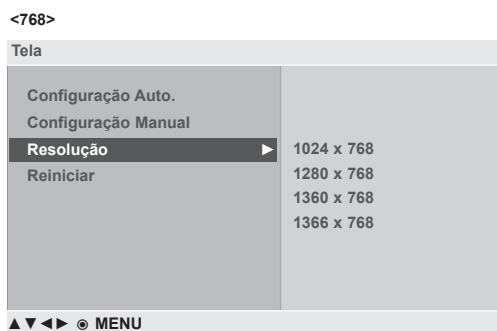 <768>
Tela
Configuração Auto.
Configuração Manual
Resolução ►
Reiniciar
1024 x 768
1280 x 768
1360 x 768
1366 x 768
▲▼◄► ◉ MENU